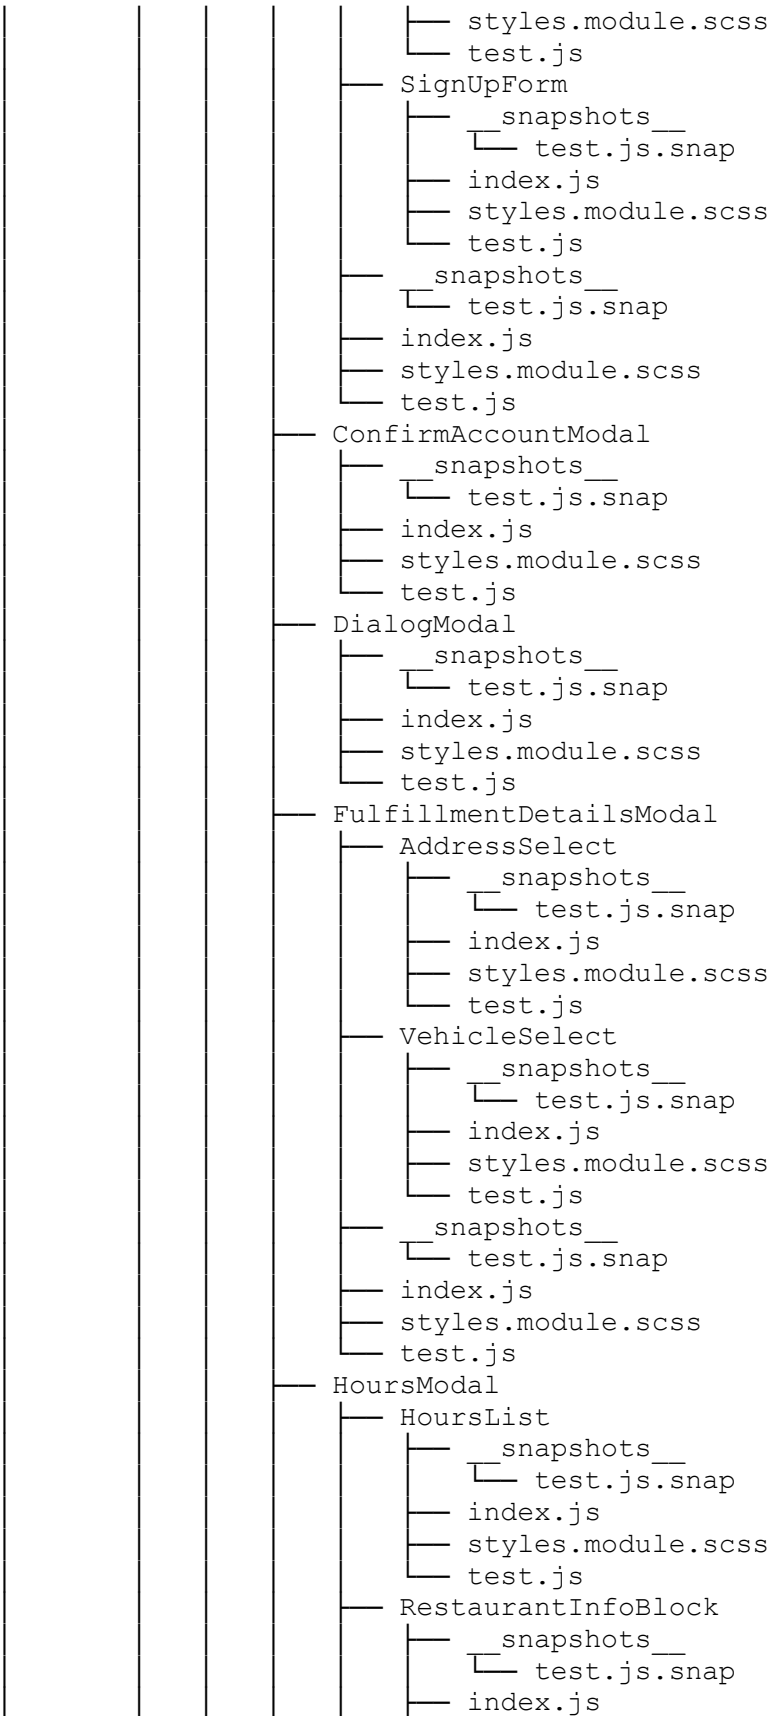 │       │   │   │   │   ├── styles.module.scss
│       │   │   │   │   └── test.js
│       │   │   │   ├── SignUpForm
│       │   │   │   │   ├── __snapshots__
│       │   │   │   │   │   └── test.js.snap
│       │   │   │   │   ├── index.js
│       │   │   │   │   ├── styles.module.scss
│       │   │   │   │   └── test.js
│       │   │   │   ├── __snapshots__
│       │   │   │   │   └── test.js.snap
│       │   │   │   ├── index.js
│       │   │   │   ├── styles.module.scss
│       │   │   │   └── test.js
│       │   │   ├── ConfirmAccountModal
│       │   │   │   ├── __snapshots__
│       │   │   │   │   └── test.js.snap
│       │   │   │   ├── index.js
│       │   │   │   ├── styles.module.scss
│       │   │   │   └── test.js
│       │   │   ├── DialogModal
│       │   │   │   ├── __snapshots__
│       │   │   │   │   └── test.js.snap
│       │   │   │   ├── index.js
│       │   │   │   ├── styles.module.scss
│       │   │   │   └── test.js
│       │   │   ├── FulfillmentDetailsModal
│       │   │   │   ├── AddressSelect
│       │   │   │   │   ├── __snapshots__
│       │   │   │   │   │   └── test.js.snap
│       │   │   │   │   ├── index.js
│       │   │   │   │   ├── styles.module.scss
│       │   │   │   │   └── test.js
│       │   │   │   ├── VehicleSelect
│       │   │   │   │   ├── __snapshots__
│       │   │   │   │   │   └── test.js.snap
│       │   │   │   │   ├── index.js
│       │   │   │   │   ├── styles.module.scss
│       │   │   │   │   └── test.js
│       │   │   │   ├── __snapshots__
│       │   │   │   │   └── test.js.snap
│       │   │   │   ├── index.js
│       │   │   │   ├── styles.module.scss
│       │   │   │   └── test.js
│       │   │   ├── HoursModal
│       │   │   │   ├── HoursList
│       │   │   │   │   ├── __snapshots__
│       │   │   │   │   │   └── test.js.snap
│       │   │   │   │   ├── index.js
│       │   │   │   │   ├── styles.module.scss
│       │   │   │   │   └── test.js
│       │   │   │   ├── RestaurantInfoBlock
│       │   │   │   │   ├── __snapshots__
│       │   │   │   │   │   └── test.js.snap
│       │   │   │   │   ├── index.js